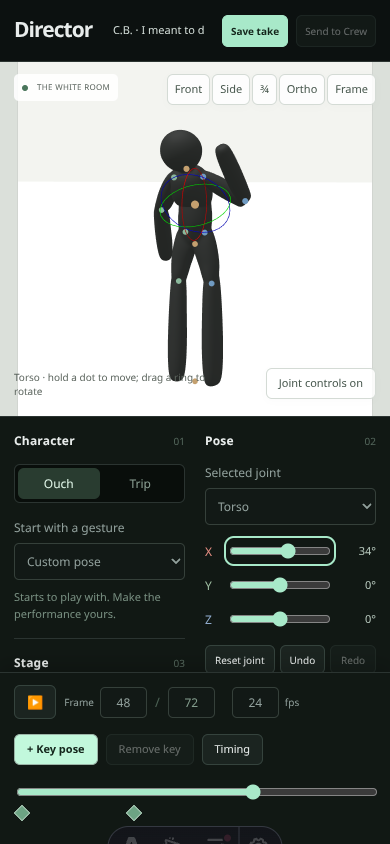 Director
C.B. · I meant to d
Save take
Send to Crew
THE WHITE ROOM
Front
Side
¾
Ortho
Frame
Torso · hold a dot to move; drag a ring to
rotate
Joint controls on
Character 01
Ouch
Trip
Start with a gesture
Custom pose
Starts to play with. Make the
performance yours.
Stage 03
Pose 02
Selected joint
Torso
X 34°
Y 0°
Z 0°
Reset joint
Undo
Redo
Frame 48 / 72 24 fps
+ Key pose
Remove key
Timing